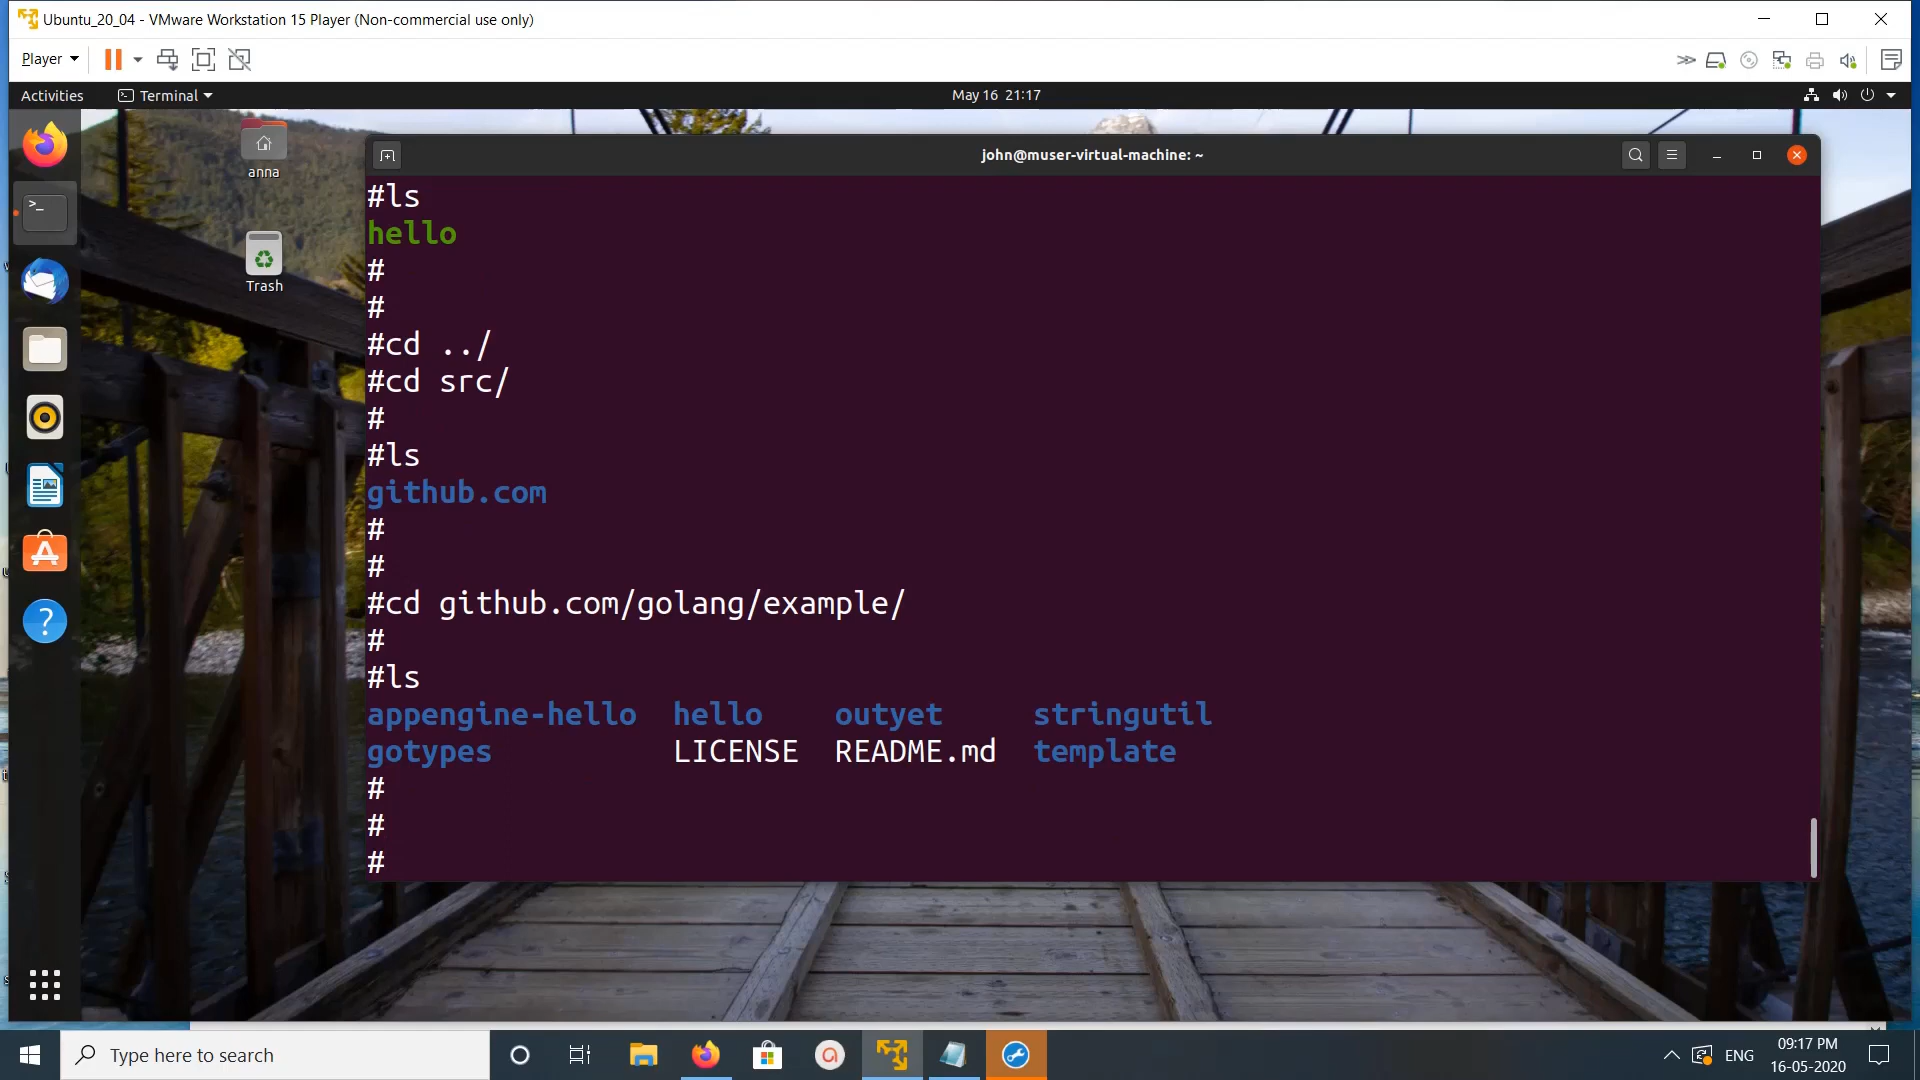 Ubuntu_20_04 - VMware Workstation 15 Player (Non-commercial use only)
Player
Activities
Terminal
May 16 21:17
anna
Trash
john@muser-virtual-machine: ~
#ls
hello
#
#
#cd ../
#cd src/
#
#ls
github.com
#
#
#cd github.com/golang/example/
#
#ls
appengine-hello hello outyet stringutil
gotypes LICENSE README.md template
#
#
#
Type here to search
ENG
09:17 PM
16-05-2020